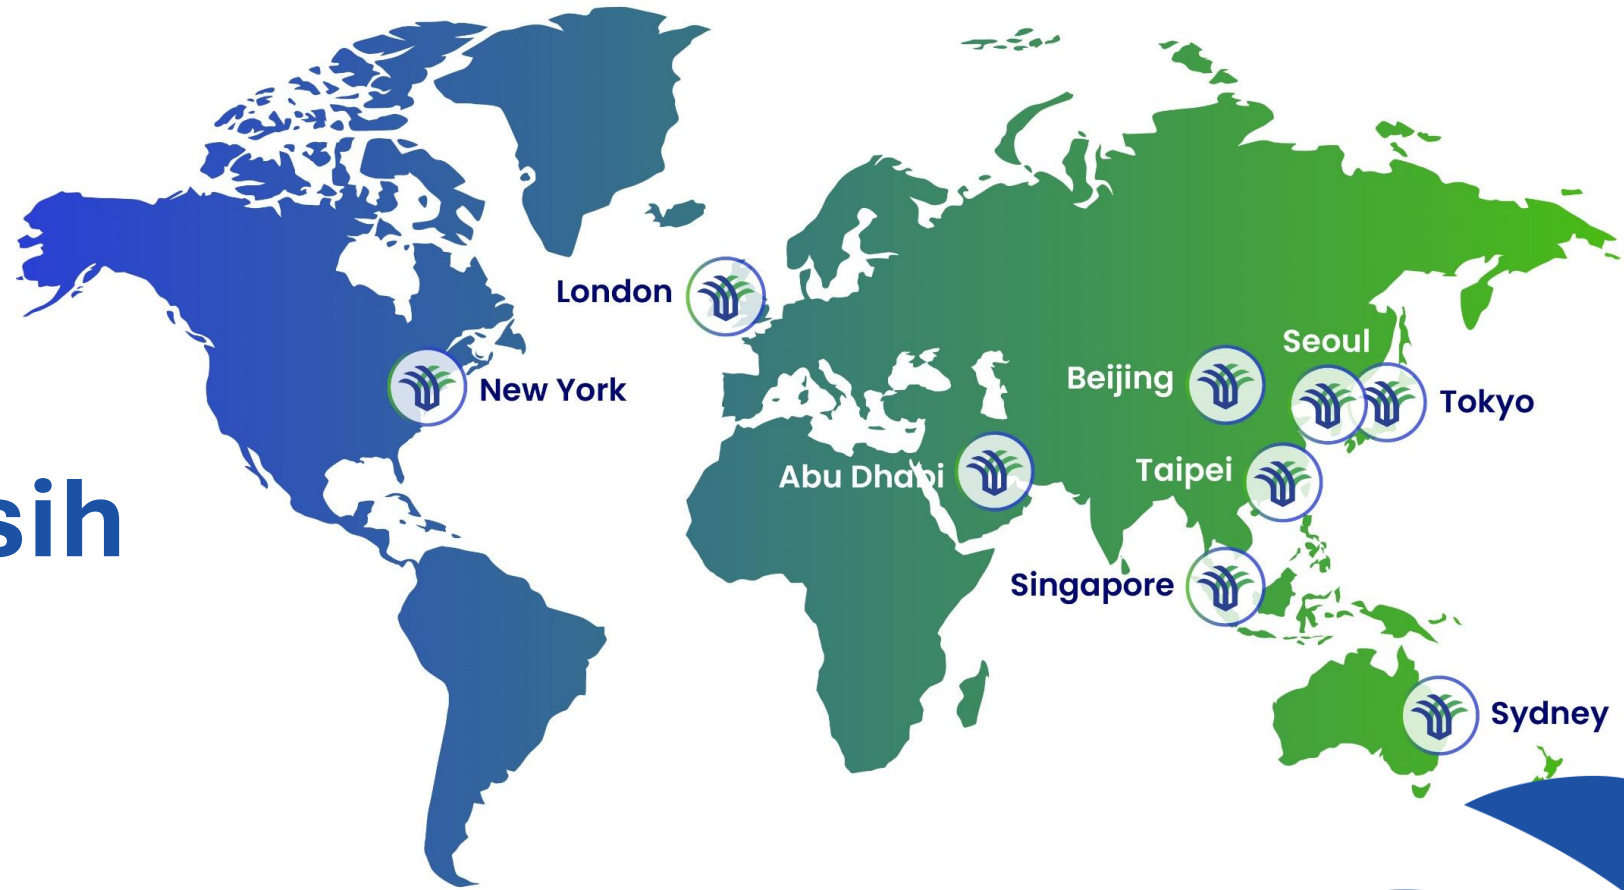 London
Seoul
Beijing
New York
Tokyo
Taipei
Abu Dhabi
sih
Singapore
Sydney